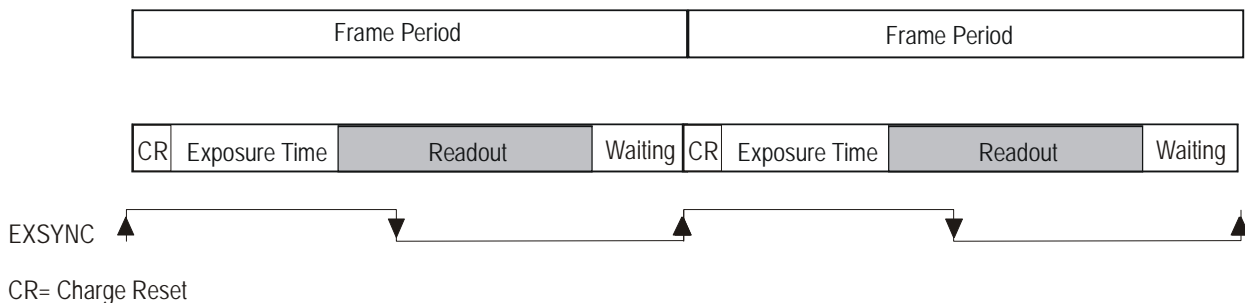 Frame Period Frame Period
CR Exposure Time Readout Waiting CR Exposure Time Readout Waiting
EXSYNC
CR= Charge Reset